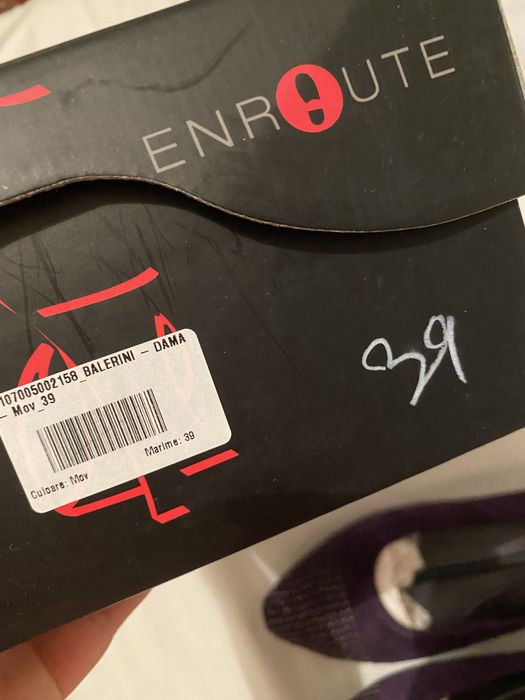 ENROUTE
107005002158_BALERINI - DAMA
- Mov_39
Culoare: Mov
Marime: 39
39